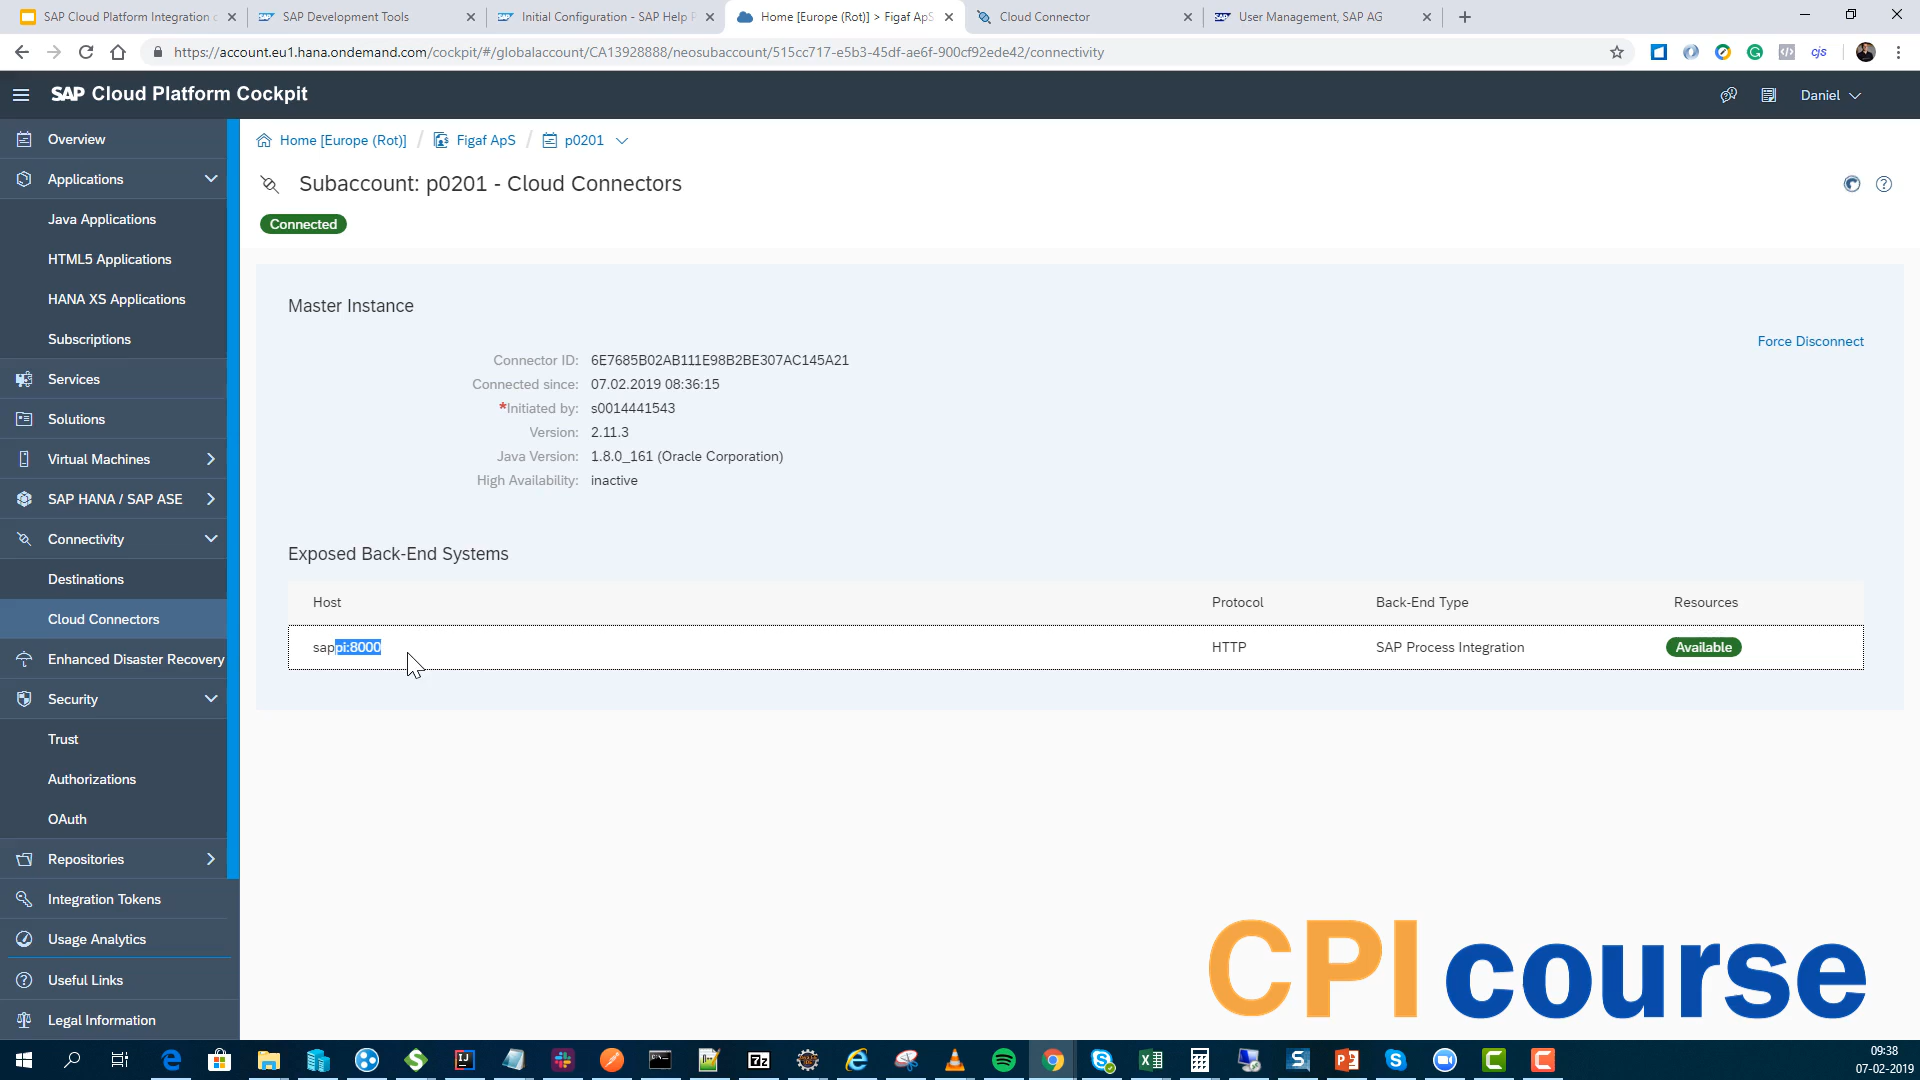 SAP Cloud Platform Integration
SAP Development Tools
Initial Configuration - SAP Help
Home [Europe (Rot)] > Figaf ApS
Cloud Connector
User Management, SAP AG
https://account.eu1.hana.ondemand.com/cockpit/#/globalaccount/CA13928888/neosubaccount/515cc717-e5b3-45df-ae6f-900cf92ede42/connectivity
cjs
SAP Cloud Platform Cockpit
Daniel
Overview
Applications
Java Applications
HTML5 Applications
HANA XS Applications
Subscriptions
Services
Solutions
Virtual Machines
SAP HANA / SAP ASE
Connectivity
Destinations
Cloud Connectors
Enhanced Disaster Recovery
Security
Trust
Authorizations
OAuth
Repositories
Integration Tokens
Usage Analytics
Useful Links
Legal Information
Home [Europe (Rot)] / Figaf ApS / p0201
Subaccount: p0201 - Cloud Connectors
Connected
Master Instance
Force Disconnect
Connector ID: 6E7685B02AB111E98B2BE307AC145A21
Connected since: 07.02.2019 08:36:15
*Initiated by: s0014441543
Version: 2.11.3
Java Version: 1.8.0_161 (Oracle Corporation)
High Availability: inactive
Exposed Back-End Systems
Host Protocol Back-End Type Resources
sappi:8000 HTTP SAP Process Integration Available
CPI course
09:38
07-02-2019